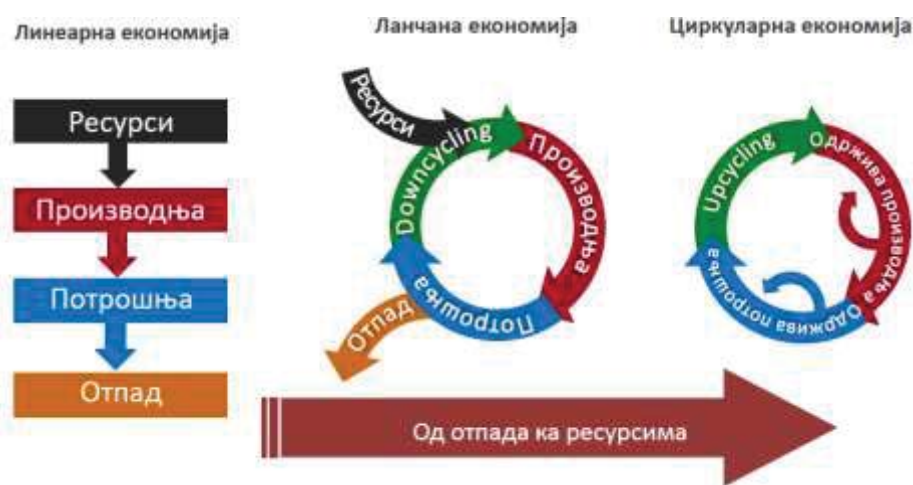 Линеарна економија
Ланчана економија
Циркуларна економија
Ресурси
Производња
Потрошња
Отпад
Ресурси
Downcycling
Производња
Потрошња
Отпад
Upcycling
Одржива производња
Одржива потрошња
Од отпада ка ресурсима